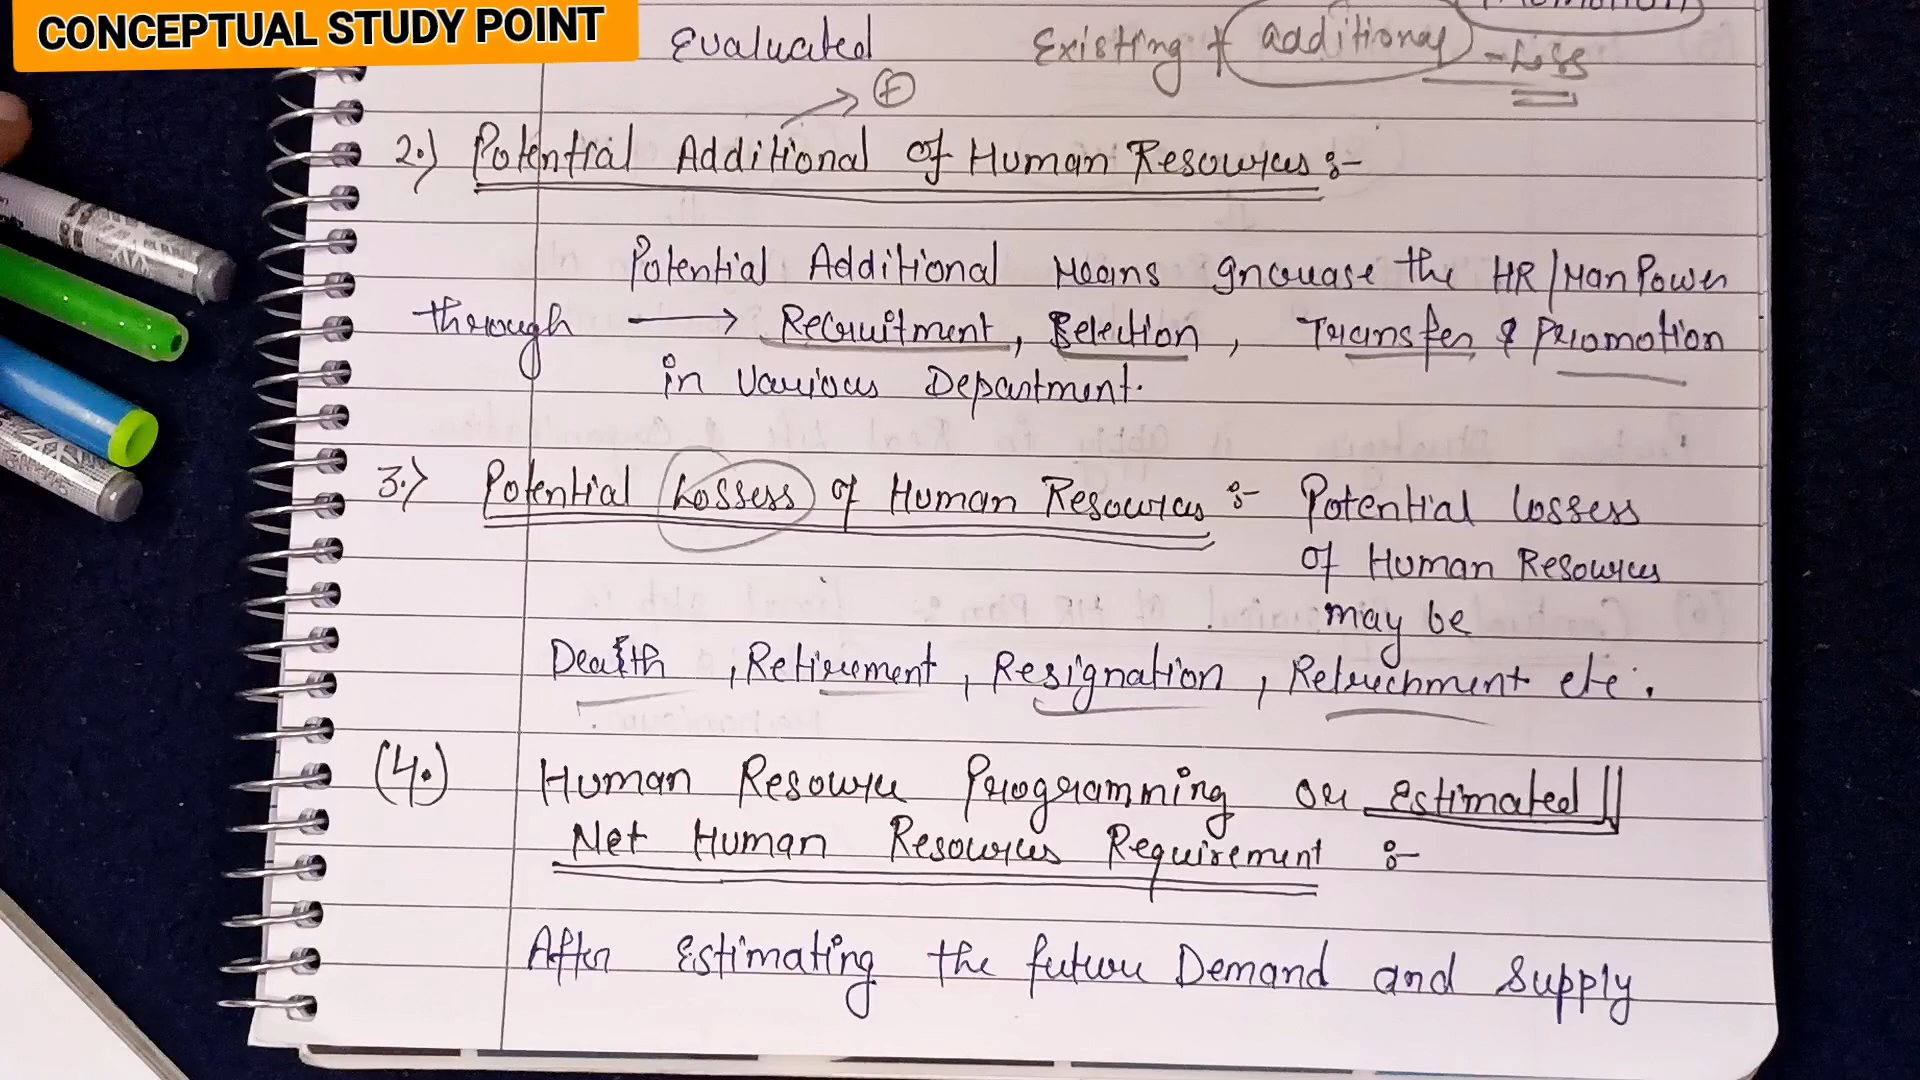 CONCEPTUAL STUDY POINT
Evaluated Existing + additional - Loss
+
2.) Potential Additional of Human Resources :-
Potential Additional Means Increase the HR/Man Power
through → Recruitment, Selection, Transfer & Promotion
in Various Department.
3.) Potential Lossess of Human Resources :- Potential lossess
of Human Resources
may be
Death, Retirement, Resignation, Retrechment etc.
(4.) Human Resource Programming or Estimated
Net Human Resources Requirement :-
After Estimating the future Demand and Supply